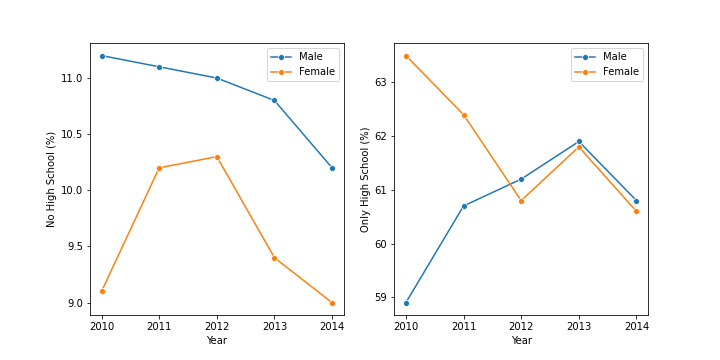 No High School (%)
11.0
10.5
10.0
9.5
9.0
2010 2011 2012 2013 2014
Year
Male
Female
Only High School (%)
63
62
61
60
59
2010 2011 2012 2013 2014
Year
Male
Female